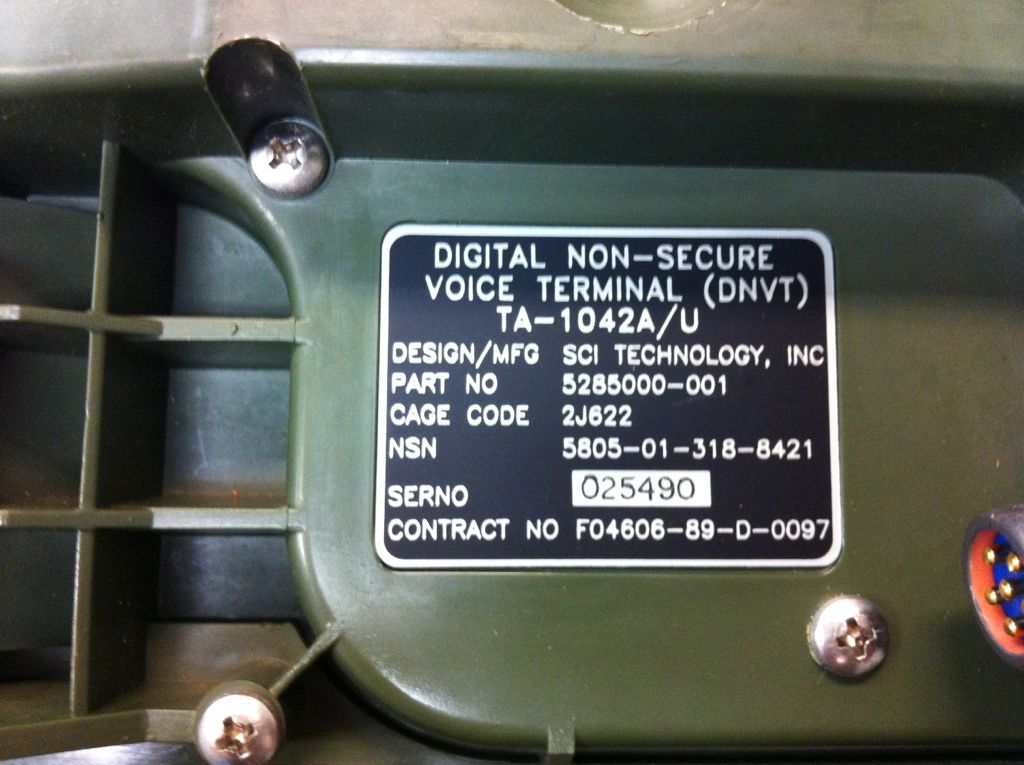 DIGITAL NON-SECURE
VOICE TERMINAL (DNVT)
TA-1042A/U
DESIGN/MFG SCI TECHNOLOGY, INC
PART NO 5285000-001
CAGE CODE 2J622
NSN 5805-01-318-8421
SERNO 025490
CONTRACT NO F04606-89-D-0097